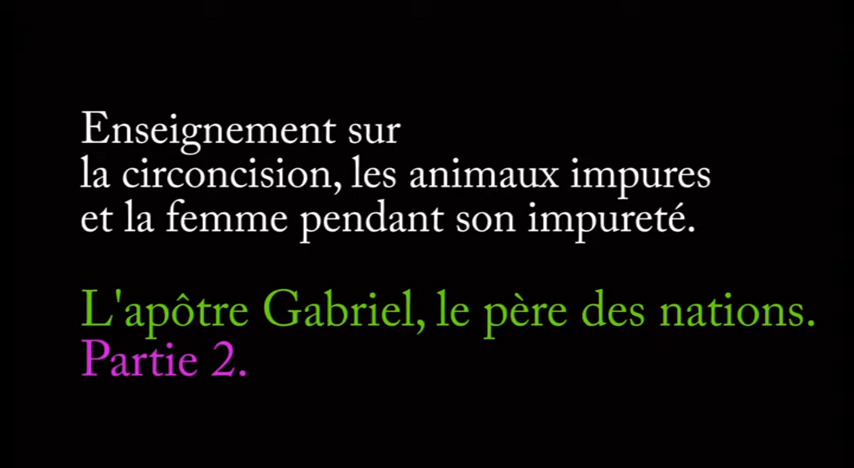 Enseignement sur
la circoncision, les animaux impures
et la femme pendant son impureté.
L'apôtre Gabriel, le père des nations.
Partie 2.